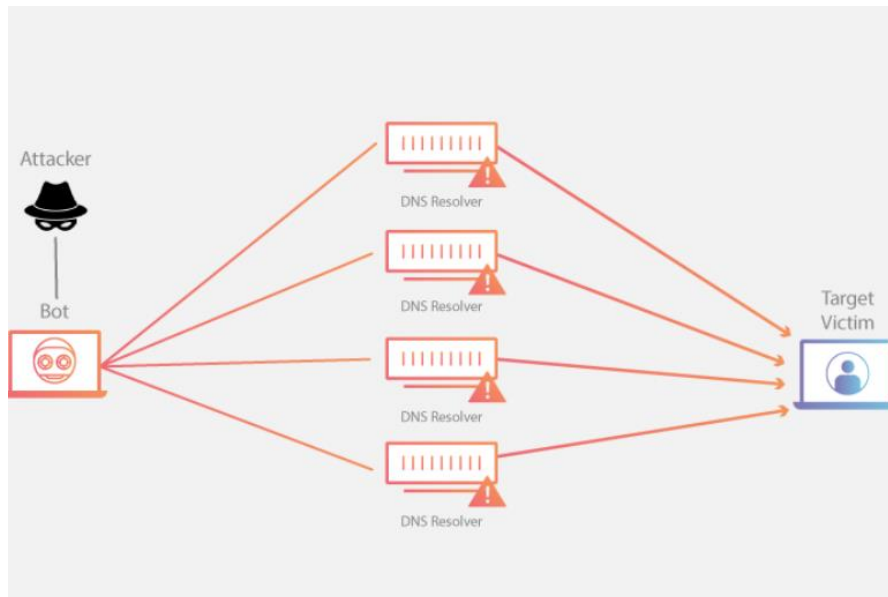 Attacker
Bot
DNS Resolver
DNS Resolver
DNS Resolver
DNS Resolver
Target
Victim